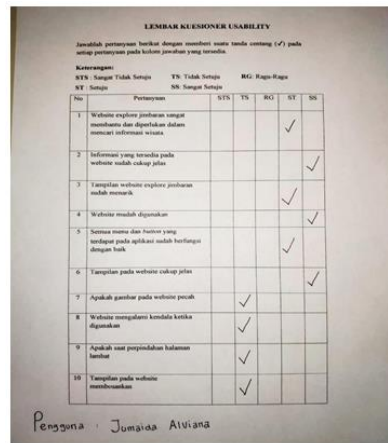 LEMBAR KUESIONER USABILITY
Jawablah pertanyaan berikut dengan memberi suatu tanda centang (✓) pada
setiap pertanyaan pada kolom jawaban yang tersedia.
Keterangan:
STS : Sangat Tidak Setuju TS: Tidak Setuju RG: Ragu-Ragu
ST : Setuju SS: Sangat Setuju
No Pertanyaan STS TS RG ST SS
1 Website explore jimbaran sangat
membantu dan diperlukan dalam
mencari informasi wisata ✓
2 Informasi yang tersedia pada
website sudah cukup jelas ✓
3 Tampilan website explore jimbaran
sudah menarik ✓
4 Website mudah digunakan ✓
5 Semua menu dan button yang
terdapat pada aplikasi sudah berfungsi
dengan baik ✓
6 Tampilan pada website cukup jelas ✓
7 Apakah gambar pada website pecah ✓
8 Website mengalami kendala ketika
digunakan ✓
9 Apakah saat perpindahan halaman
lambat ✓
10 Tampilan pada website
membosankan ✓
Pengguna : Jumaida Alviana